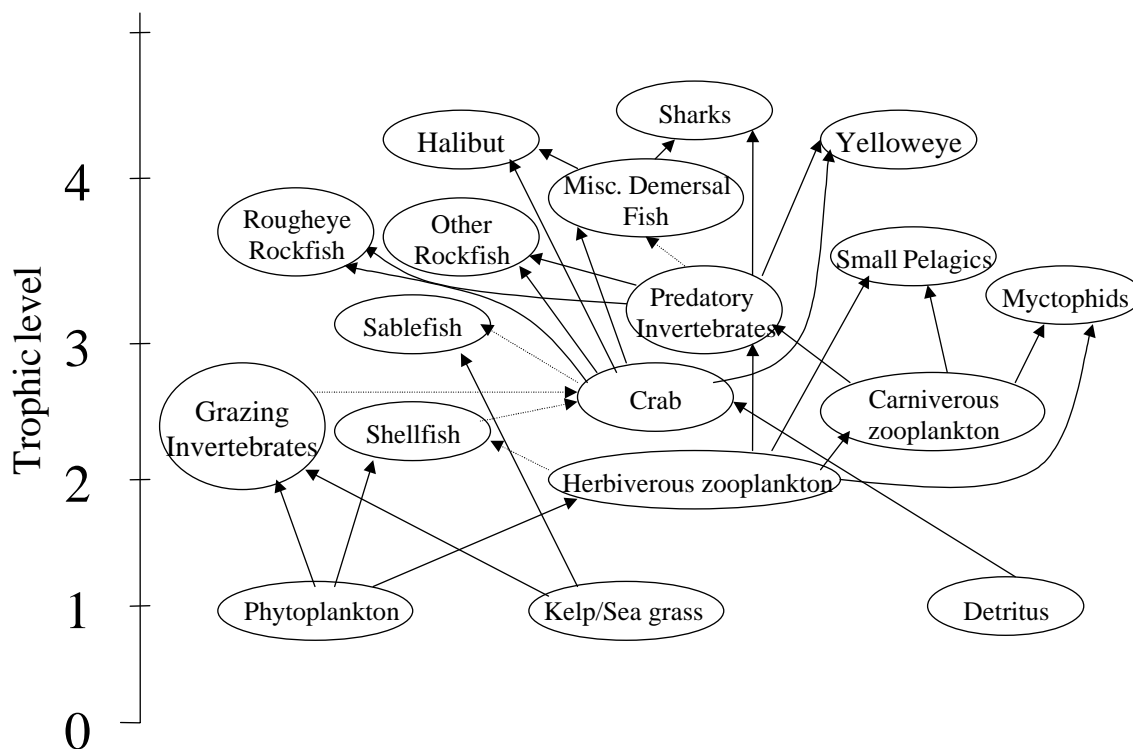 Sharks
Halibut
Yelloweye
4
Misc. Demersal
Fish
Rougheye
Rockfish
Other
Rockfish
Small Pelagics
Predatory
Invertebrates
Myctophids
Sablefish
3
Trophic level
Crab
Carniverous
zooplankton
Grazing
Invertebrates
Shellfish
2
Herbiverous zooplankton
1
Phytoplankton
Kelp/Sea grass
Detritus
0